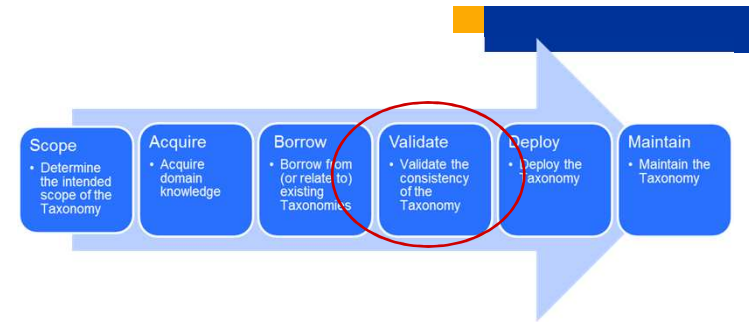 Scope
• Determine
the intended
scope of the
Taxonomy
Acquire
• Acquire
domain
knowledge
Borrow
• Borrow from
(or relate to)
existing
Taxonomies
Validate
• Validate the
consistency
of the
Taxonomy
Deploy
• Deploy the
Taxonomy
Maintain
• Maintain the
Taxonomy